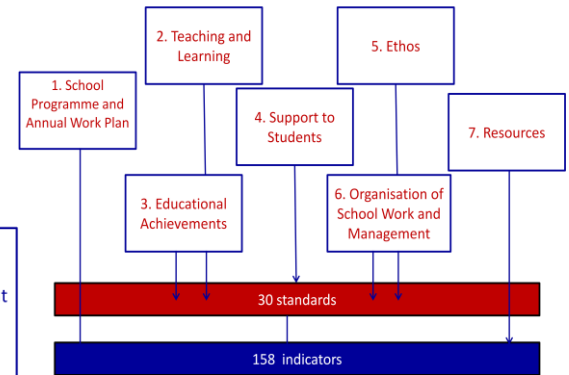 1. School
Programme and
Annual Work Plan
2. Teaching and
Learning
3. Educational
Achievements
4. Support to
Students
5. Ethos
6. Organisation of
School Work and
Management
7. Resources
t
30 standards
158 indicators